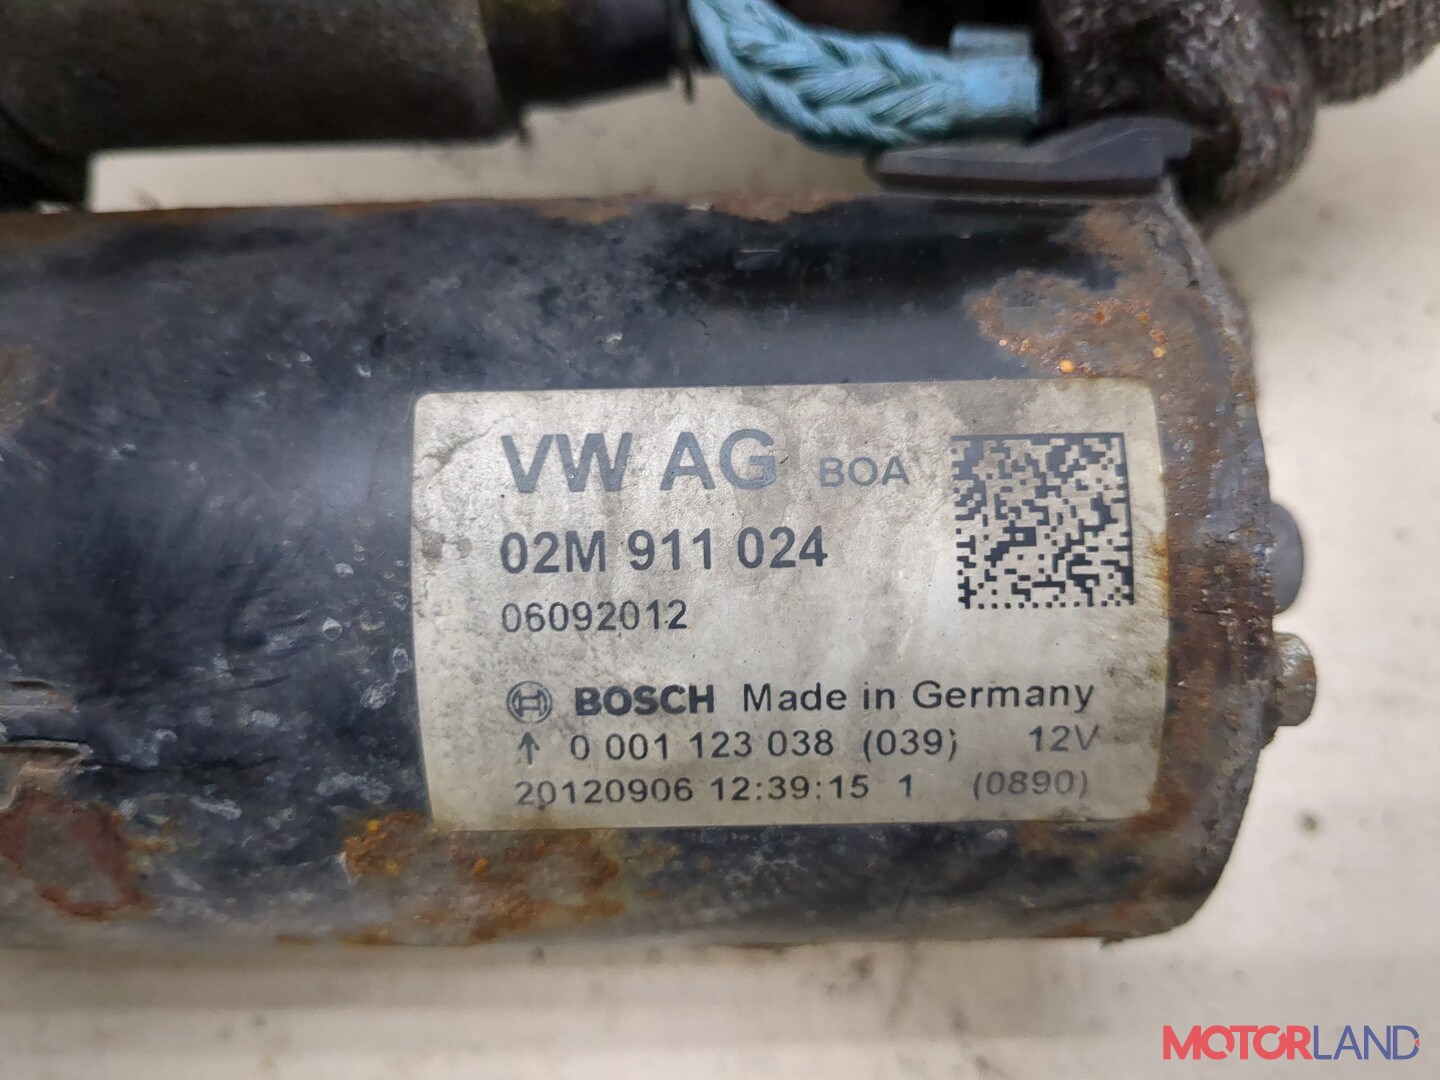 VW AG BOA
02M 911 024
06092012
BOSCH Made in Germany
↑ 0 001 123 038 (039) 12V
20120906 12:39:15 1 (0890)
MOTORLAND